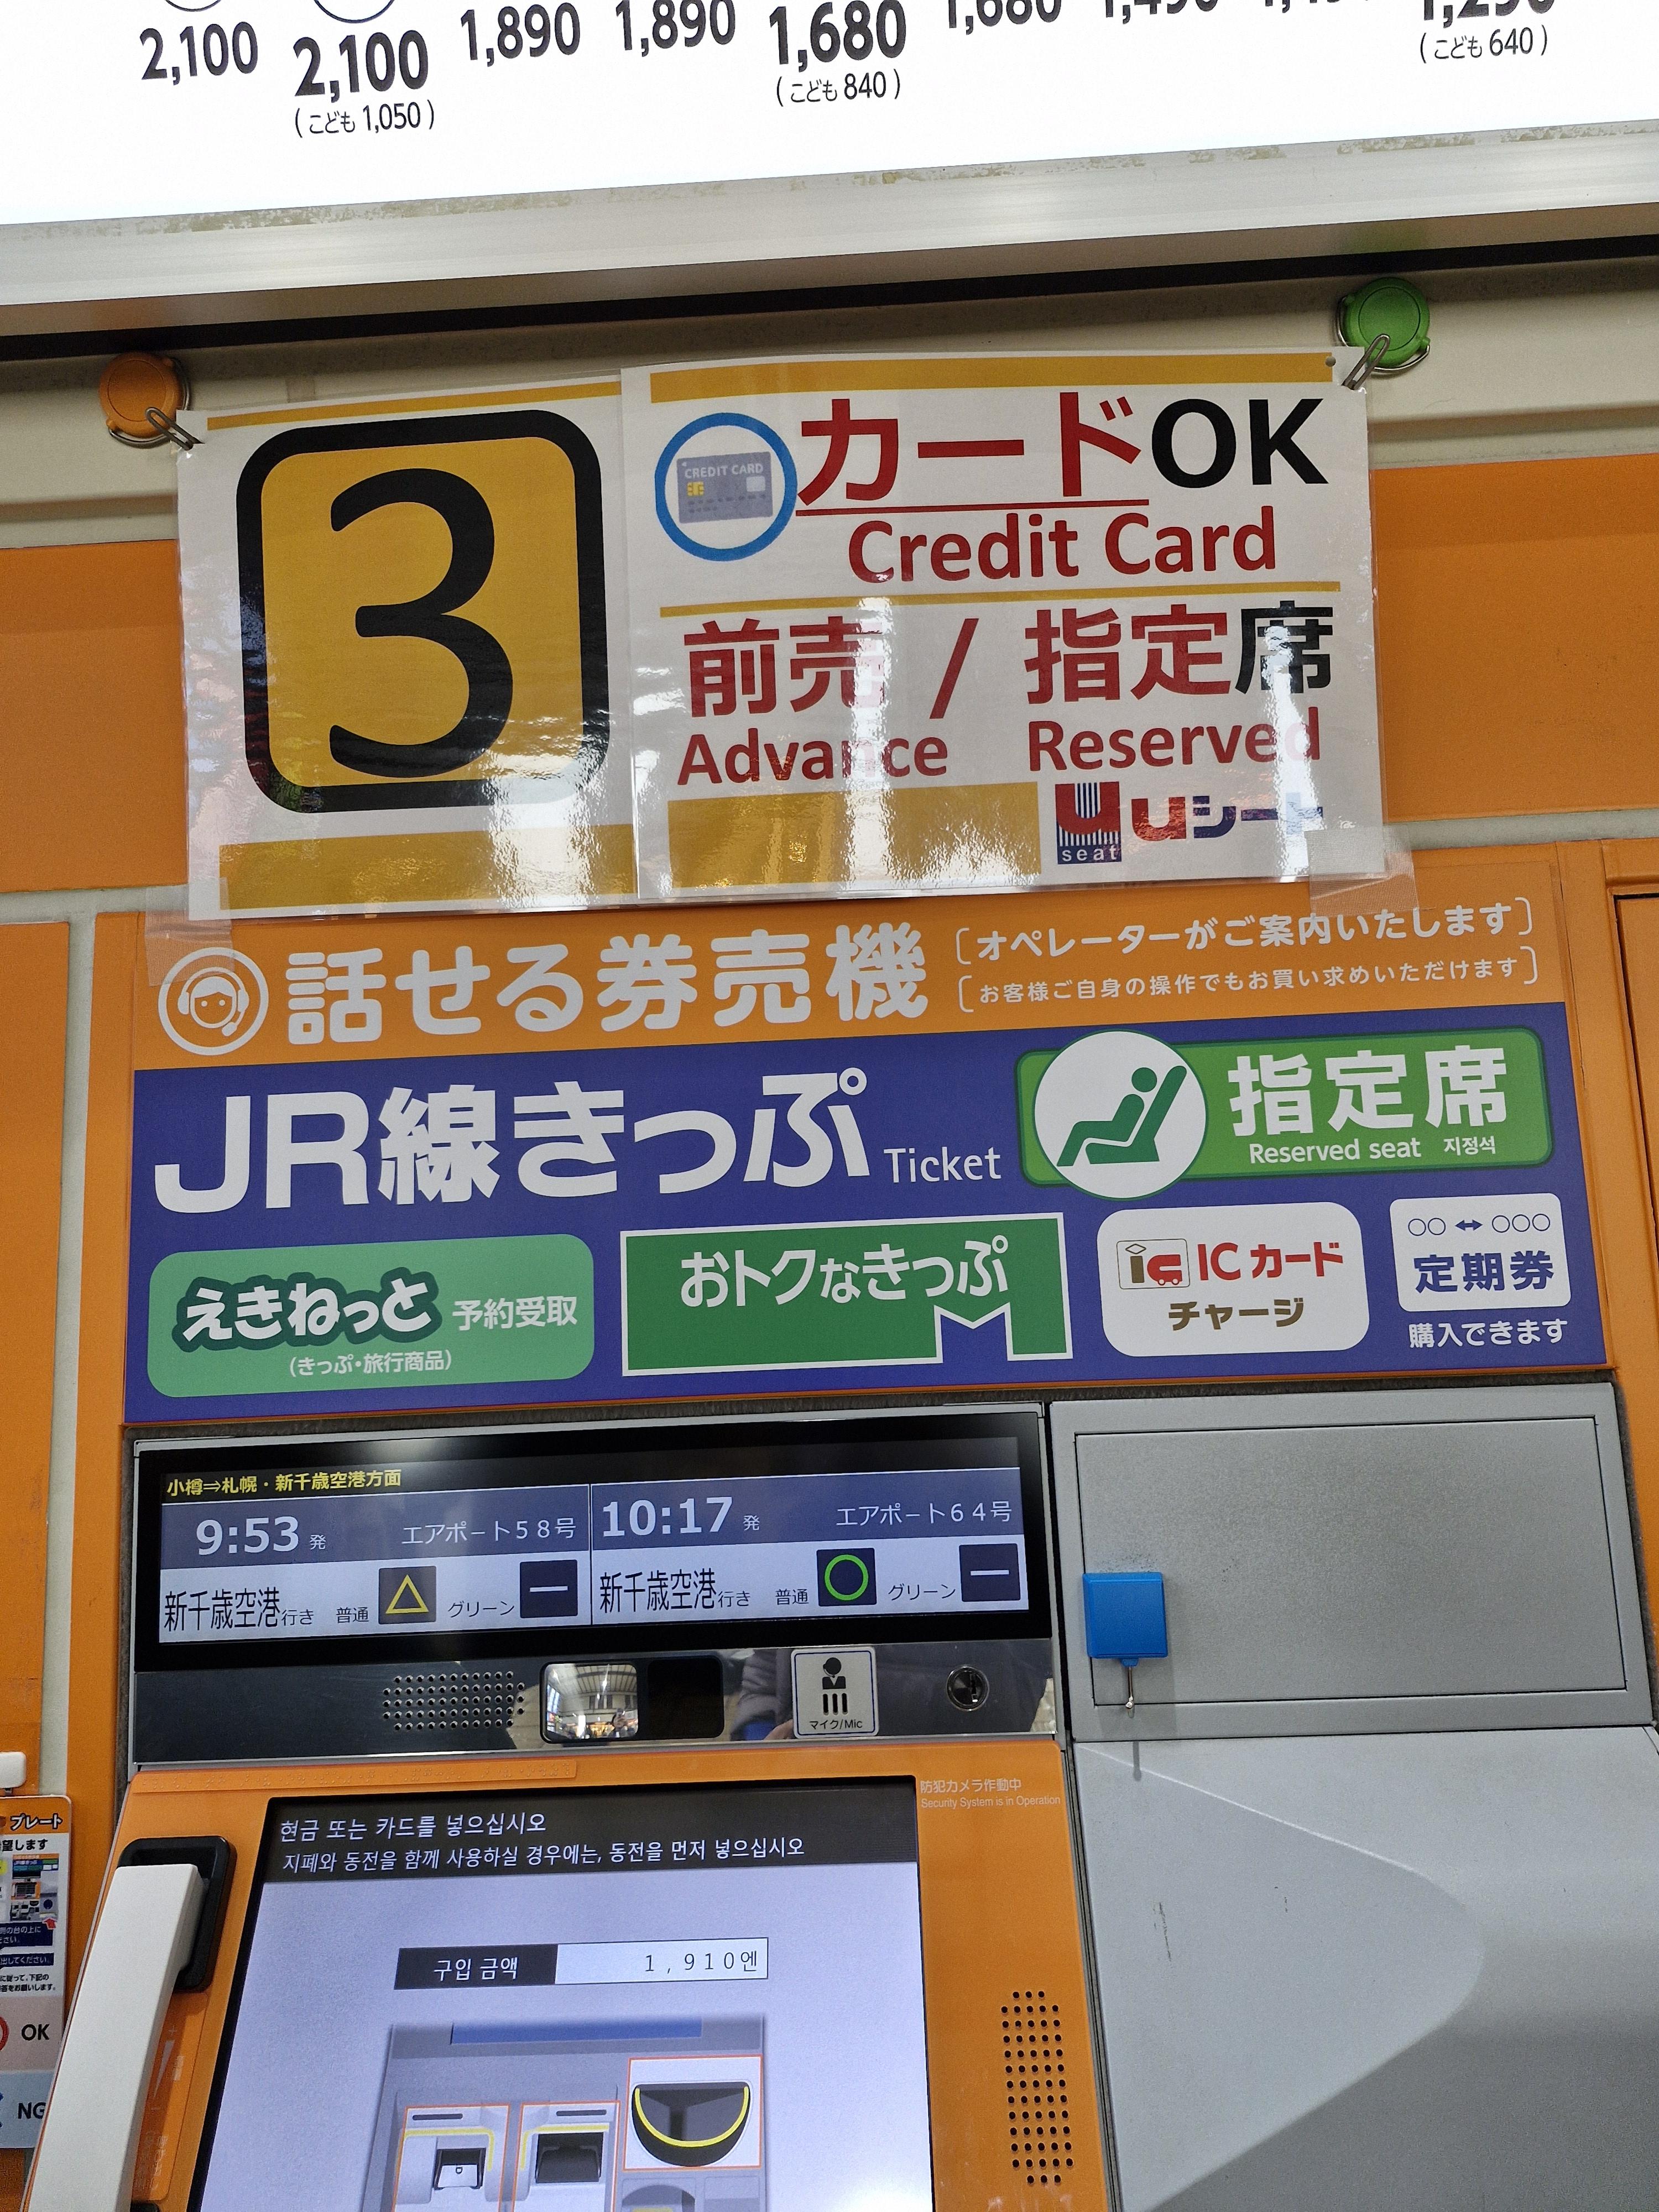 2,100
2,100
(こども 1,050)
1,890
1,890
1,680
(こども 840)
1,680
(こども 640)
3
CREDIT CARD
カードOK
Credit Card
前売 / 指定席
Advance Reserved
U seat Uシート
話せる券売機
〔オペレーターがご案内いたします〕
〔お客様ご自身の操作でもお買い求めいただけます〕
JR線きっぷ Ticket
指定席
Reserved seat 지정석
えきねっと 予約受取
(きっぷ・旅行商品)
おトクなきっぷ
ICカード
チャージ
○○⇔○○○
定期券
購入できます
小樽⇒札幌・新千歳空港方面
9:53発 エアポート58号
新千歳空港行き 普通 △ グリーン －
10:17発 エアポート64号
新千歳空港行き 普通 ○ グリーン －
マイク/Mic
防犯カメラ作動中
Security System is in Operation
현금 또는 카드를 넣으십시오
지폐와 동전을 함께 사용하실 경우에는, 동전을 먼저 넣으십시오
구입 금액 1,910엔
プレート
OK
NG